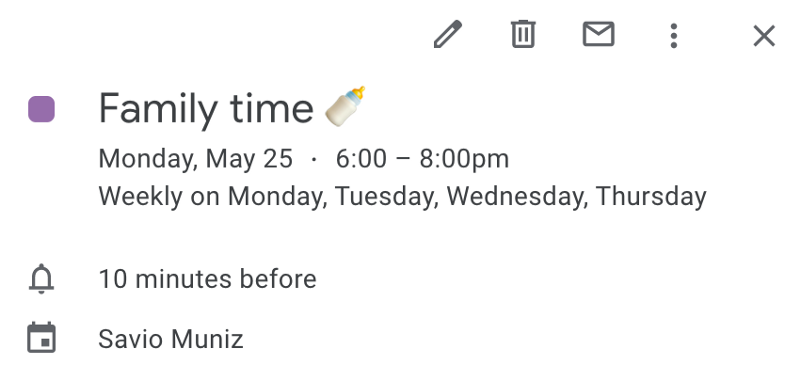 Family time 🍼
Monday, May 25 · 6:00 – 8:00pm
Weekly on Monday, Tuesday, Wednesday, Thursday
10 minutes before
Savio Muniz